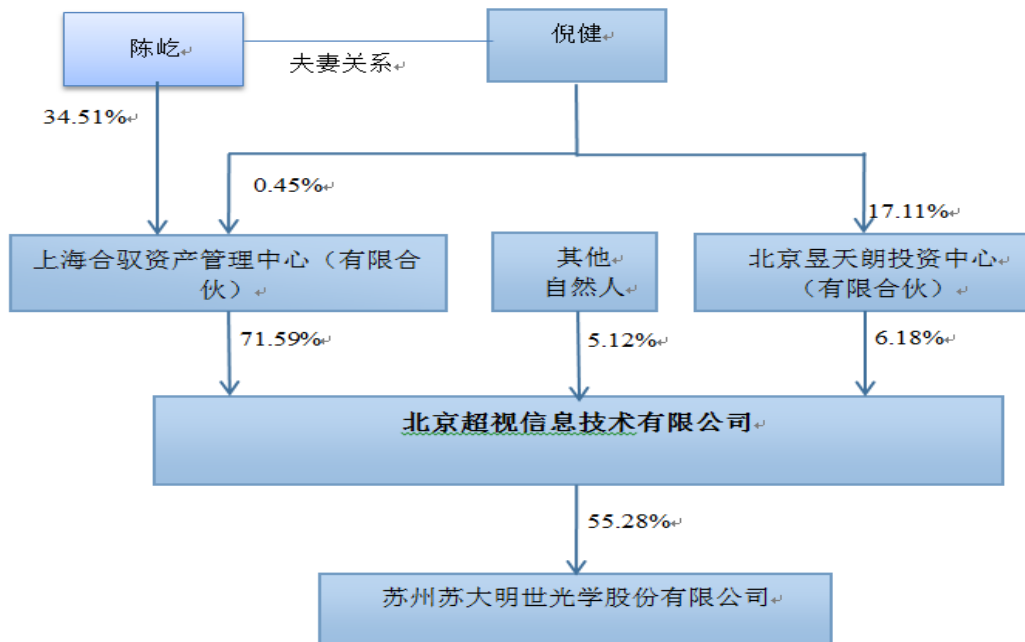 陈屹
倪健
夫妻关系
34.51%
0.45%
17.11%
上海合驭资产管理中心（有限合
伙）
其他
自然人
北京昱天朗投资中心
（有限合伙）
71.59%
5.12%
6.18%
北京超视信息技术有限公司
55.28%
苏州苏大明世光学股份有限公司